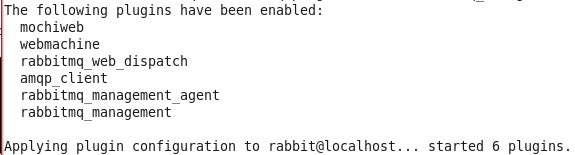 The following plugins have been enabled:
  mochiweb
  webmachine
  rabbitmq_web_dispatch
  amqp_client
  rabbitmq_management_agent
  rabbitmq_management

Applying plugin configuration to rabbit@localhost... started 6 plugins.